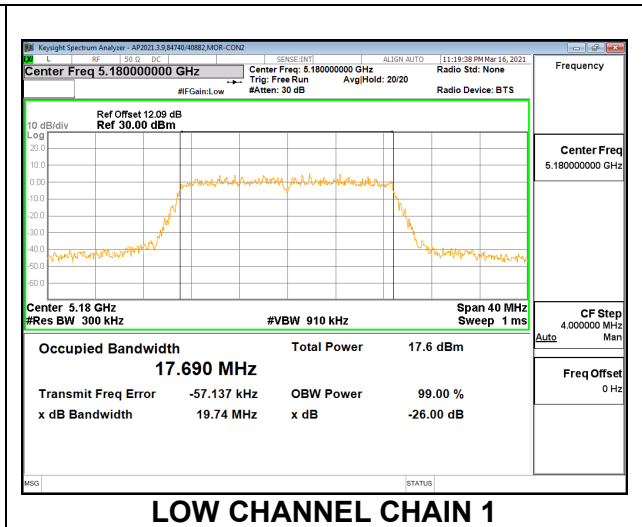 Keysight Spectrum Analyzer - AP2021.3.9,84740/40882,MOR-CON2
L RF 50 Ω DC SENSE:INT ALIGN AUTO 11:19:38 PM Mar 16, 2021
Center Freq 5.180000000 GHz Center Freq: 5.180000000 GHz Radio Std: None Frequency
Trig: Free Run Avg|Hold: 20/20
#IFGain:Low #Atten: 30 dB Radio Device: BTS
Ref Offset 12.09 dB
10 dB/div Ref 30.00 dBm
Log
20.0
10.0
0.00
-10.0
-20.0
-30.0
-40.0
-50.0
-60.0
Center 5.18 GHz Span 40 MHz
#Res BW 300 kHz #VBW 910 kHz Sweep 1 ms
Occupied Bandwidth Total Power 17.6 dBm
17.690 MHz
Transmit Freq Error -57.137 kHz OBW Power 99.00 %
x dB Bandwidth 19.74 MHz x dB -26.00 dB
Center Freq
5.180000000 GHz
CF Step
4.000000 MHz
Auto Man
Freq Offset
0 Hz
MSG STATUS
LOW CHANNEL CHAIN 1